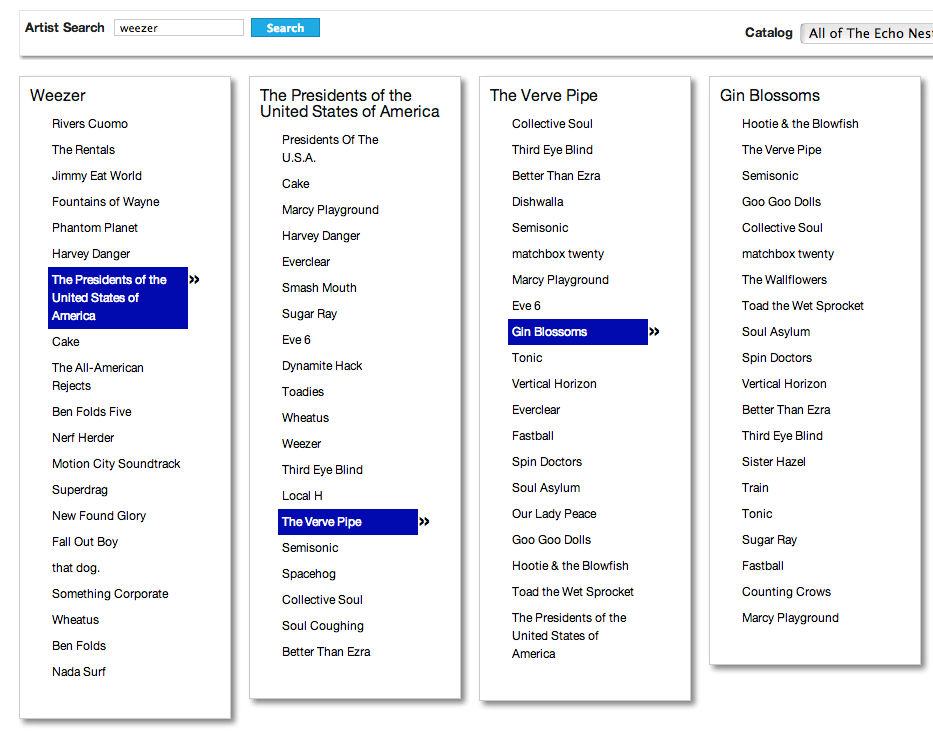 Artist Search weezer Search
Catalog All of The Echo Nest
Weezer
Rivers Cuomo
The Rentals
Jimmy Eat World
Fountains of Wayne
Phantom Planet
Harvey Danger
The Presidents of the »
United States of
America
Cake
The All-American
Rejects
Ben Folds Five
Nerf Herder
Motion City Soundtrack
Superdrag
New Found Glory
Fall Out Boy
that dog.
Something Corporate
Wheatus
Ben Folds
Nada Surf
The Presidents of the
United States of America
Presidents Of The
U.S.A.
Cake
Marcy Playground
Harvey Danger
Everclear
Smash Mouth
Sugar Ray
Eve 6
Dynamite Hack
Toadies
Wheatus
Weezer
Third Eye Blind
Local H
The Verve Pipe »
Semisonic
Spacehog
Collective Soul
Soul Coughing
Better Than Ezra
The Verve Pipe
Collective Soul
Third Eye Blind
Better Than Ezra
Dishwalla
Semisonic
matchbox twenty
Marcy Playground
Eve 6
Gin Blossoms »
Tonic
Vertical Horizon
Everclear
Fastball
Spin Doctors
Soul Asylum
Our Lady Peace
Goo Goo Dolls
Hootie & the Blowfish
Toad the Wet Sprocket
The Presidents of the
United States of
America
Gin Blossoms
Hootie & the Blowfish
The Verve Pipe
Semisonic
Goo Goo Dolls
Collective Soul
matchbox twenty
The Wallflowers
Toad the Wet Sprocket
Soul Asylum
Spin Doctors
Vertical Horizon
Better Than Ezra
Third Eye Blind
Sister Hazel
Train
Tonic
Sugar Ray
Fastball
Counting Crows
Marcy Playground